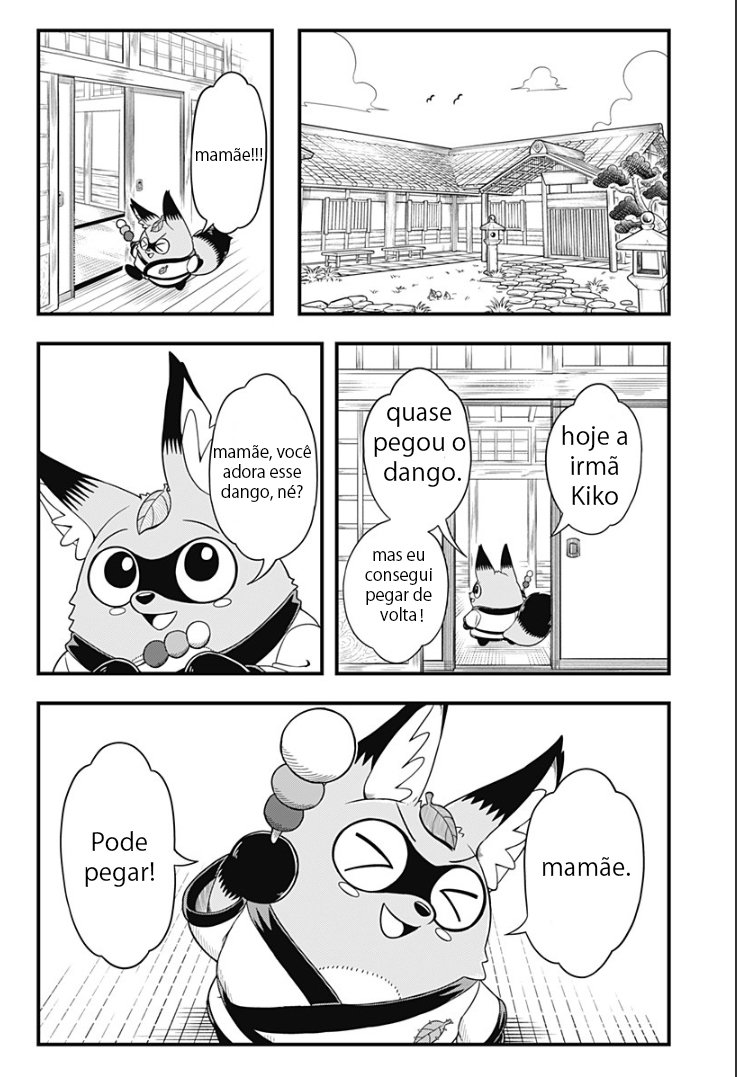 mamãe!!!
hoje a
irmã
Kiko
quase
pegou o
dango.
mas eu
consegui
pegar de
volta!
mamãe, você
adora esse
dango, né?
mamãe.
Pode
pegar!